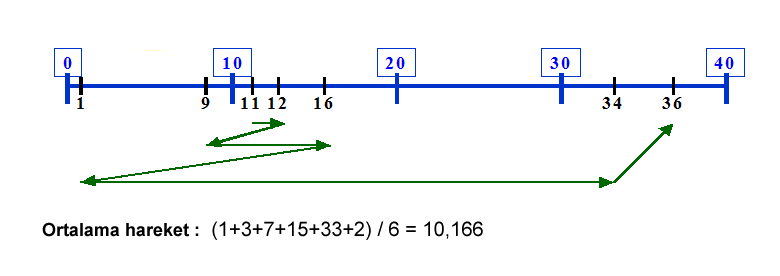 0 10 20 30 40
1 9 11 12 16 34 36
Ortalama hareket : (1+3+7+15+33+2) / 6 = 10,166